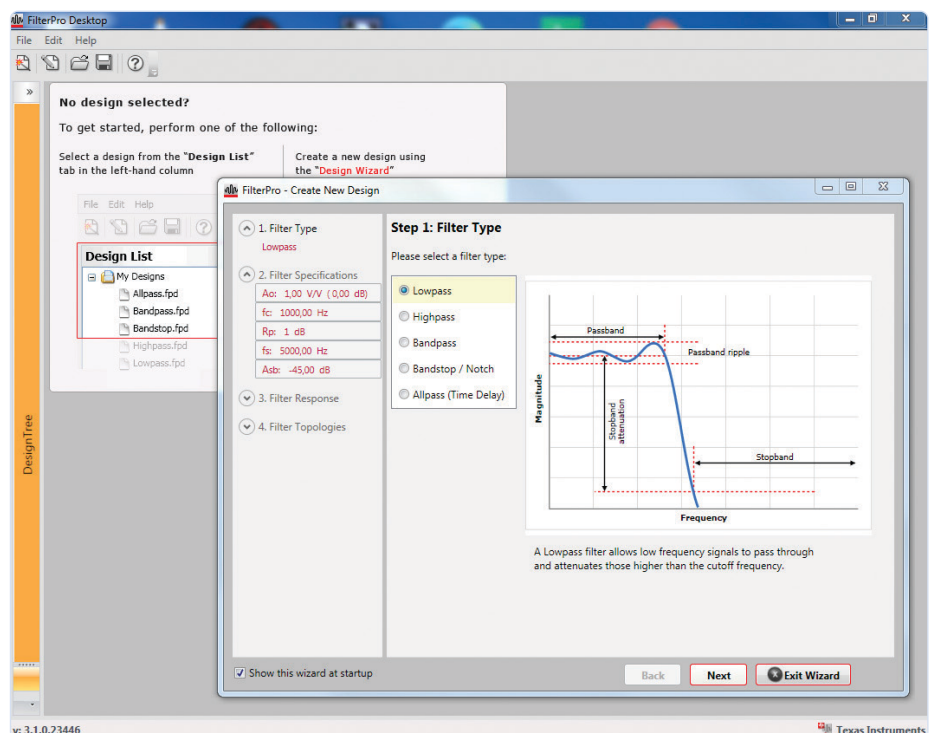 FilterPro Desktop
File Edit Help
»
No design selected?
To get started, perform one of the following:
Select a design from the "Design List"
tab in the left-hand column
Create a new design using
the "Design Wizard"
File Edit Help
Design List
My Designs
Allpass.fpd
Bandpass.fpd
Bandstop.fpd
Highpass.fpd
Lowpass.fpd
DesignTree
FilterPro - Create New Design
1. Filter Type
Lowpass
2. Filter Specifications
Ao: 1,00 V/V (0,00 dB)
fc: 1000,00 Hz
Rp: 1 dB
fs: 5000,00 Hz
Asb: -45,00 dB
3. Filter Response
4. Filter Topologies
Step 1: Filter Type
Please select a filter type:
Lowpass
Highpass
Bandpass
Bandstop / Notch
Allpass (Time Delay)
Passband
Passband ripple
Magnitude
Stopband
attenuation
Stopband
Frequency
A Lowpass filter allows low frequency signals to pass through
and attenuates those higher than the cutoff frequency.
Show this wizard at startup
Back Next Exit Wizard
v: 3.1.0.23446
Texas Instruments